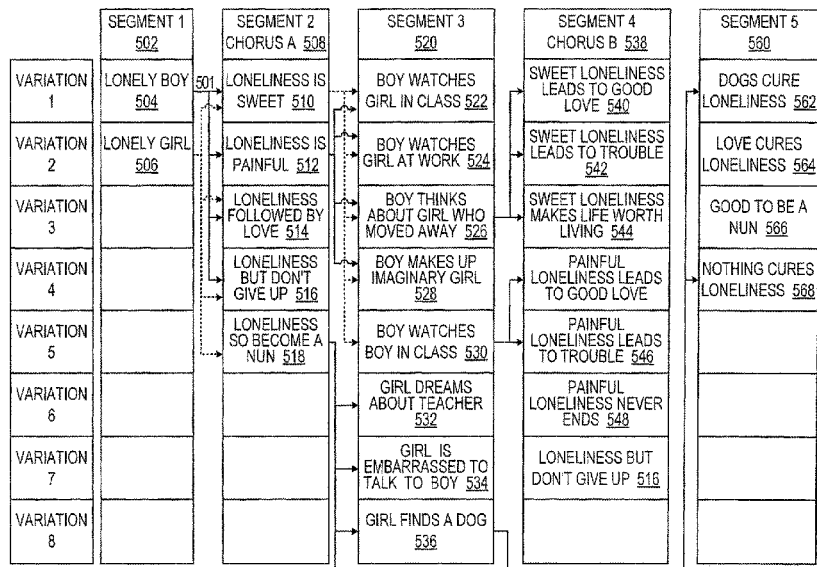 SEGMENT 1
502
SEGMENT 2
CHORUS A 508
SEGMENT 3
520
SEGMENT 4
CHORUS B 538
SEGMENT 5
560
VARIATION
1
LONELY BOY
504
501
LONELINESS IS
SWEET 510
BOY WATCHES
GIRL IN CLASS 522
SWEET LONELINESS
LEADS TO GOOD
LOVE 540
DOGS CURE
LONELINESS 562
VARIATION
2
LONELY GIRL
506
LONELINESS IS
PAINFUL 512
BOY WATCHES
GIRL AT WORK 524
SWEET LONELINESS
LEADS TO TROUBLE
542
LOVE CURES
LONELINESS 564
VARIATION
3
LONELINESS
FOLLOWED BY
LOVE 514
BOY THINKS
ABOUT GIRL WHO
MOVED AWAY 526
SWEET LONELINESS
MAKES LIFE WORTH
LIVING 544
GOOD TO BE A
NUN 566
VARIATION
4
LONELINESS
BUT DON'T
GIVE UP 516
BOY MAKES UP
IMAGINARY GIRL
528
PAINFUL
LONELINESS LEADS
TO GOOD LOVE
NOTHING CURES
LONELINESS 568
VARIATION
5
LONELINESS
SO BECOME A
NUN 518
BOY WATCHES
BOY IN CLASS 530
PAINFUL
LONELINESS LEADS
TO TROUBLE 546
VARIATION
6
GIRL DREAMS
ABOUT TEACHER
532
PAINFUL
LONELINESS NEVER
ENDS 548
VARIATION
7
GIRL IS
EMBARRASSED TO
TALK TO BOY 534
LONELINESS BUT
DON'T GIVE UP 516
VARIATION
8
GIRL FINDS A DOG
536